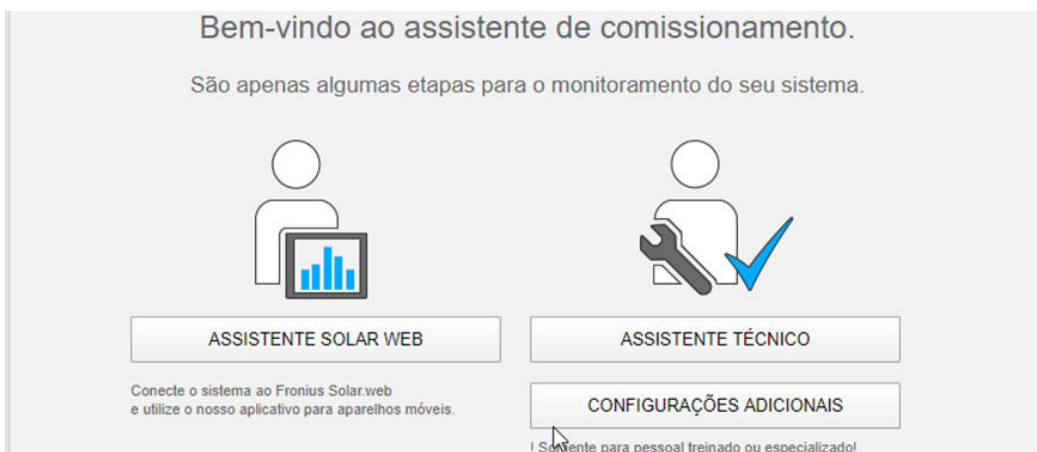 Bem-vindo ao assistente de comissionamento.
São apenas algumas etapas para o monitoramento do seu sistema.
ASSISTENTE SOLAR WEB
ASSISTENTE TÉCNICO
Conecte o sistema ao Fronius Solar.web
e utilize o nosso aplicativo para aparelhos móveis.
CONFIGURAÇÕES ADICIONAIS
! Somente para pessoal treinado ou especializado!